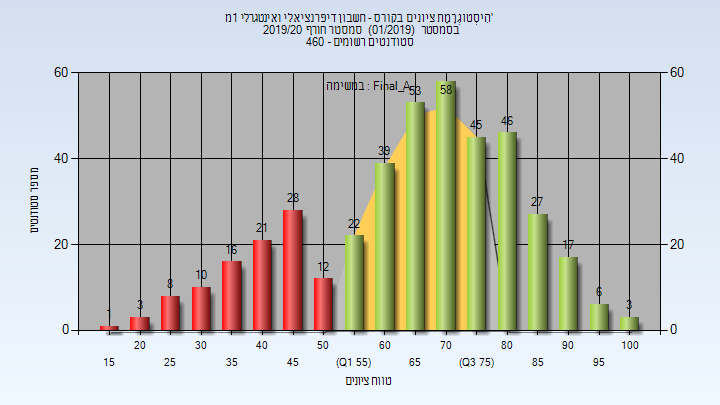 היסטוגרמת ציונים בקורס - חשבון דיפרנציאלי ואינטגרלי 1מ'
בסמסטר (01/2019) סמסטר חורף 2019/20
סטודנטים רשומים - 460
במשימה : Final_A
60 60
40 40
20 20
0 0
1 3 8 10 16 21 28 12 22 39 53 58 45 46 27 17 6 3
מספר סטודנטים
20 30 40 50 60 70 80 90 100
15 25 35 45 (Q1 55) 65 (Q3 75) 85 95
טווח ציונים